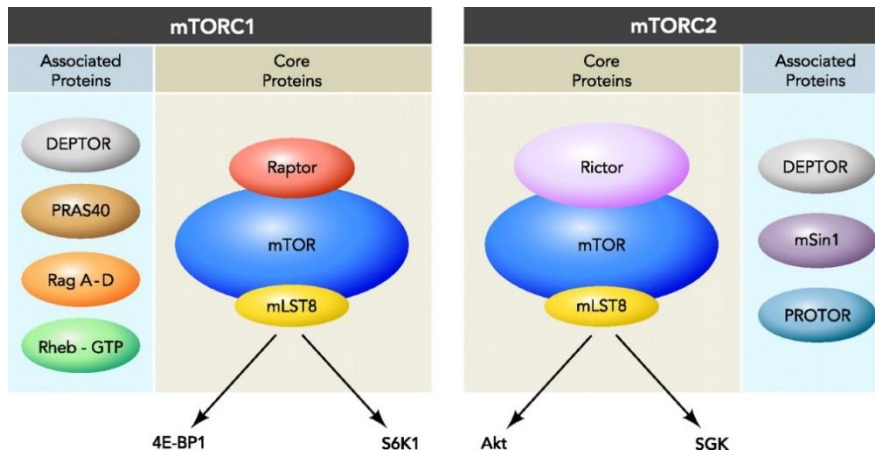 mTORC1
Associated
Proteins
Core
Proteins
DEPTOR
PRAS40
Rag A-D
Rheb - GTP
Raptor
mTOR
mLST8
4E-BP1
S6K1
mTORC2
Core
Proteins
Associated
Proteins
Rictor
mTOR
mLST8
DEPTOR
mSin1
PROTOR
Akt
SGK